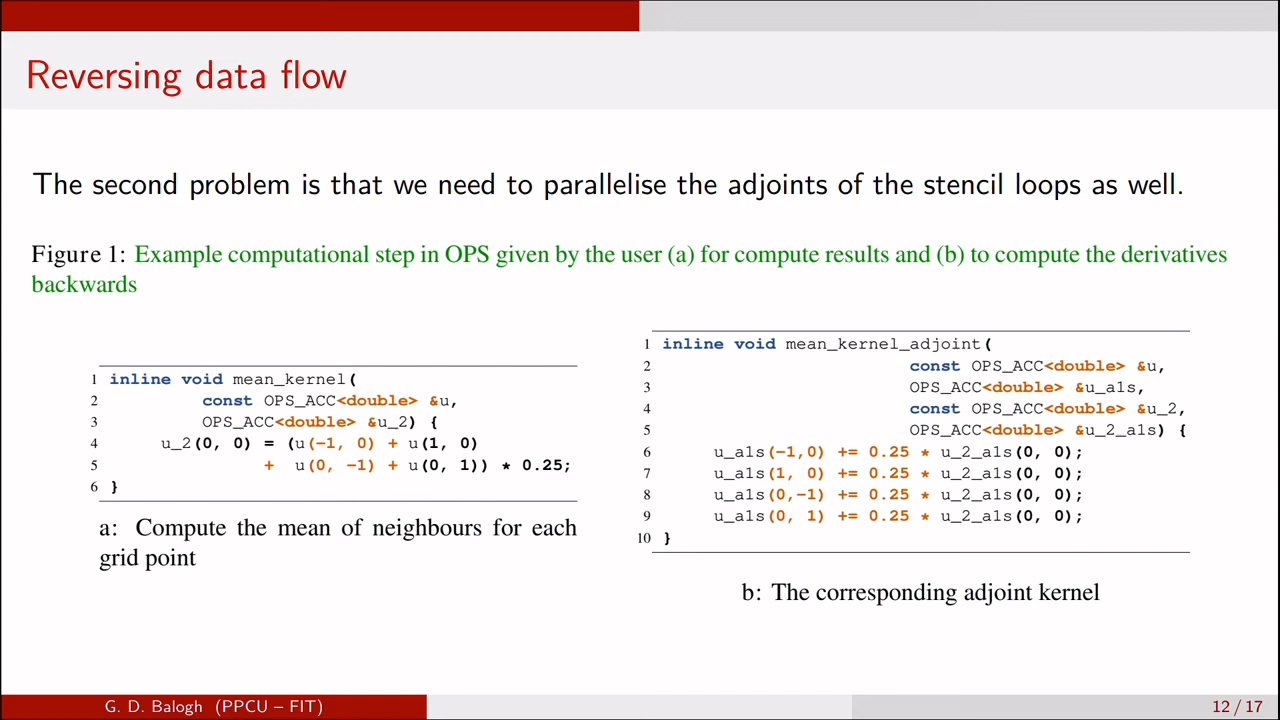 Reversing data flow
The second problem is that we need to parallelise the adjoints of the stencil loops as well.
Figure 1: Example computational step in OPS given by the user (a) for compute results and (b) to compute the derivatives
backwards
1 inline void mean_kernel(
2 const OPS_ACC<double> &u,
3 OPS_ACC<double> &u_2) {
4 u_2(0, 0) = (u(-1, 0) + u(1, 0)
5 + u(0, -1) + u(0, 1)) * 0.25;
6 }
a: Compute the mean of neighbours for each
grid point
1 inline void mean_kernel_adjoint(
2 const OPS_ACC<double> &u,
3 OPS_ACC<double> &u_a1s,
4 const OPS_ACC<double> &u_2,
5 OPS_ACC<double> &u_2_a1s) {
6 u_a1s(-1,0) += 0.25 * u_2_a1s(0, 0);
7 u_a1s(1, 0) += 0.25 * u_2_a1s(0, 0);
8 u_a1s(0,-1) += 0.25 * u_2_a1s(0, 0);
9 u_a1s(0, 1) += 0.25 * u_2_a1s(0, 0);
10 }
b: The corresponding adjoint kernel
G. D. Balogh (PPCU – FIT)
12 / 17